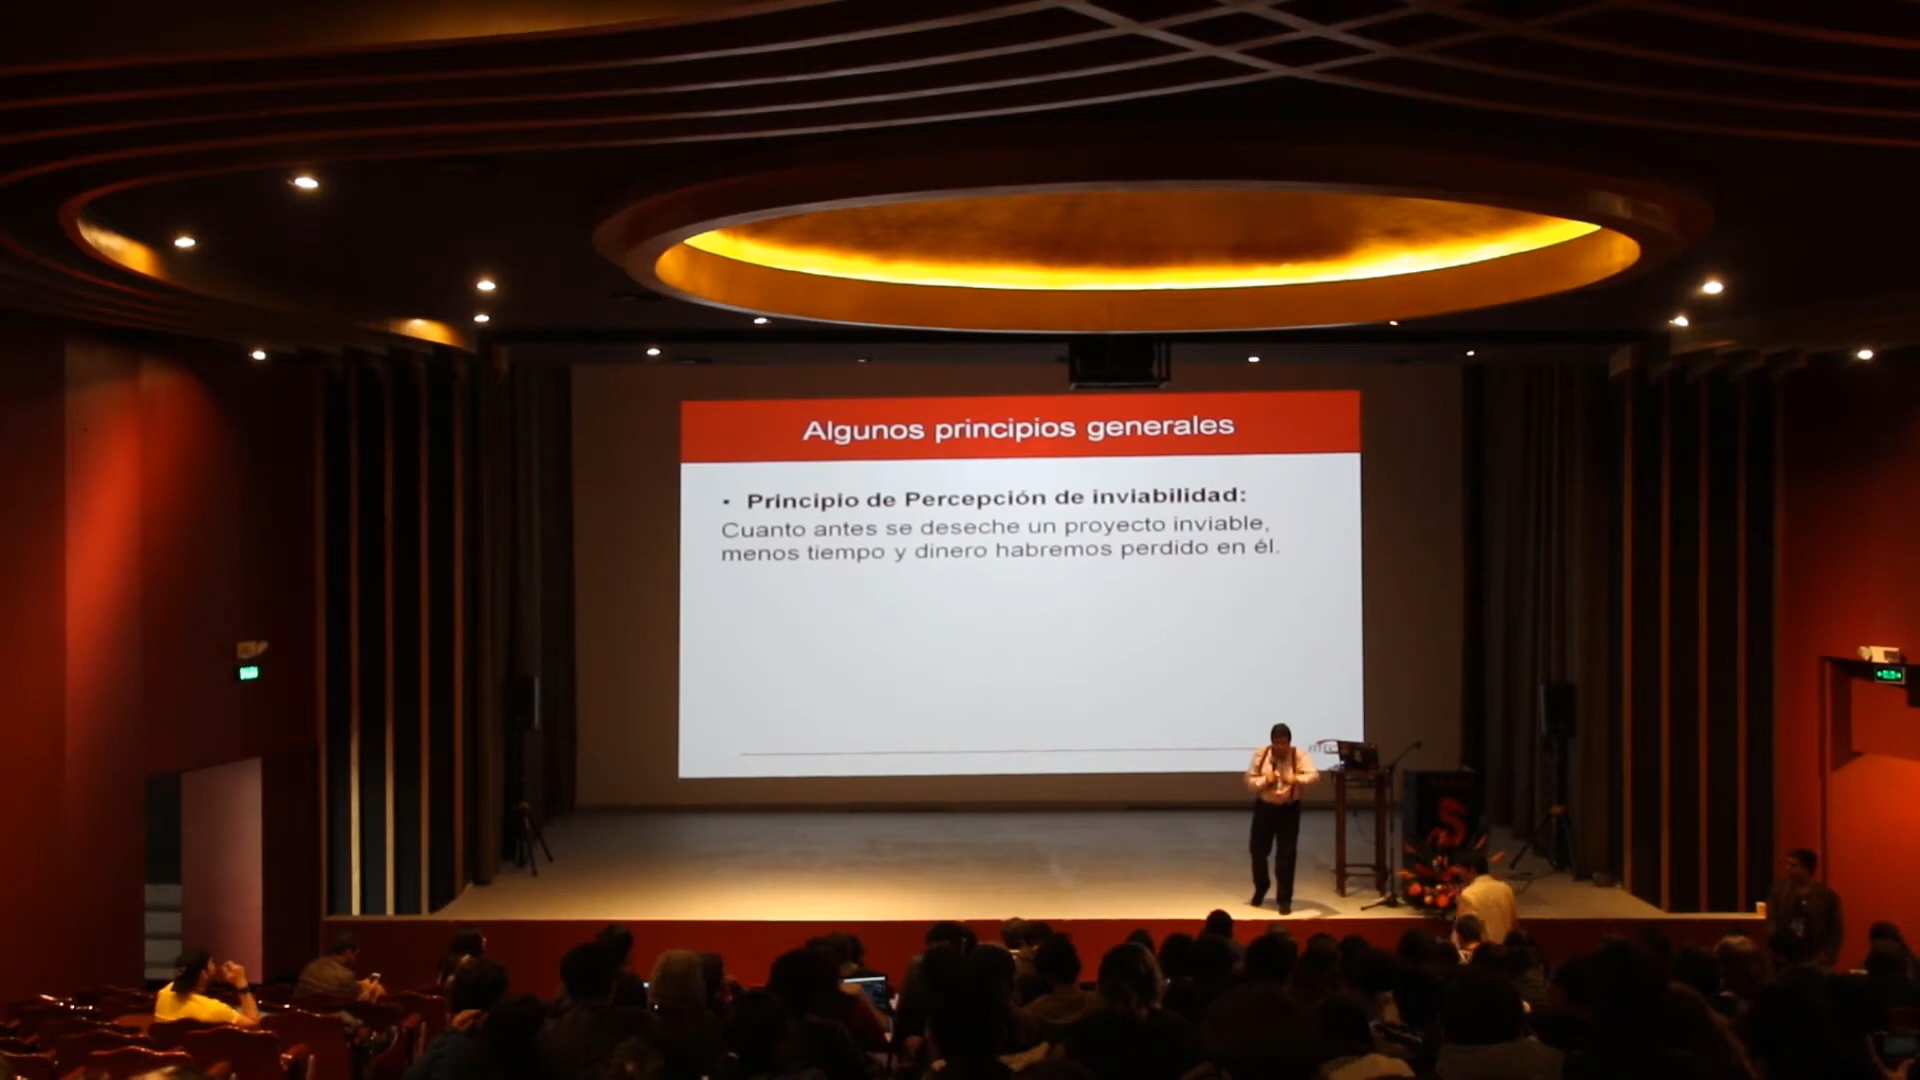 Algunos principios generales
• Principio de Percepción de inviabilidad:
Cuanto antes se deseche un proyecto inviable,
menos tiempo y dinero habremos perdido en él.